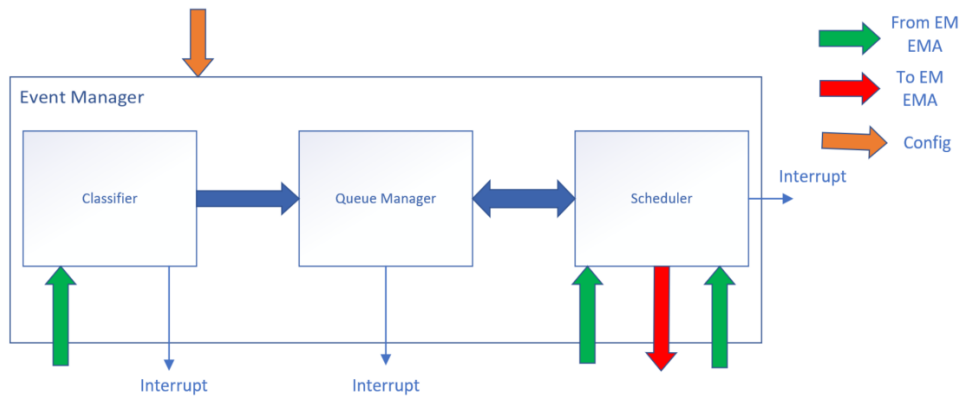 From EM
EMA
To EM
EMA
Config
Event Manager
Classifier
Queue Manager
Scheduler
Interrupt
Interrupt
Interrupt